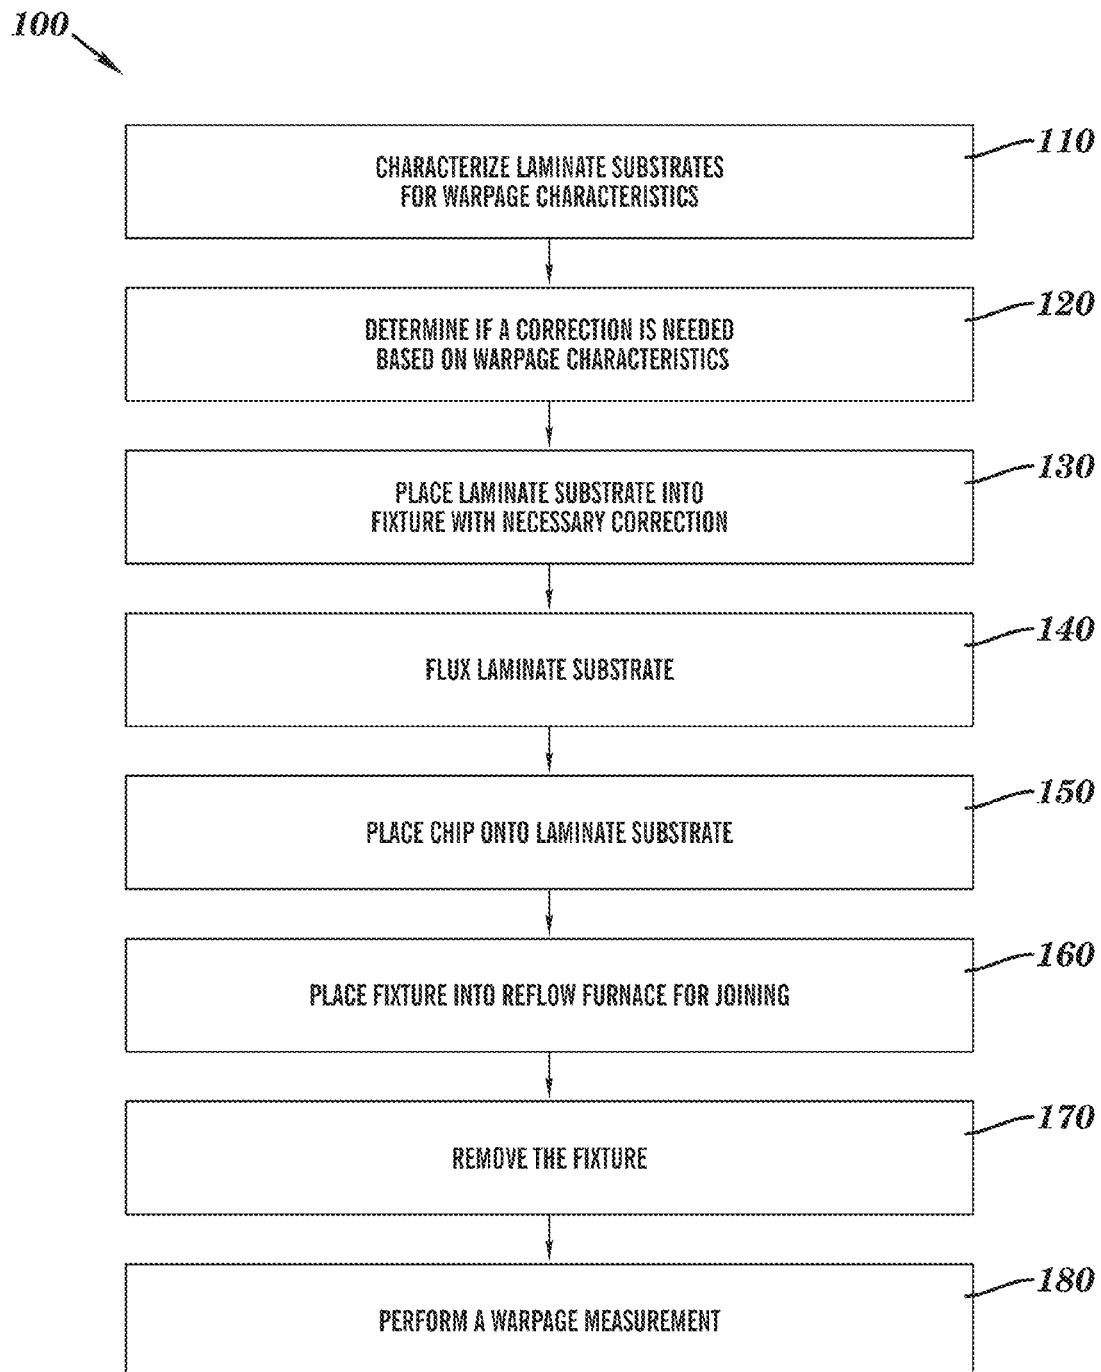 100
CHARACTERIZE LAMINATE SUBSTRATES
FOR WARPAGE CHARACTERISTICS
110
DETERMINE IF A CORRECTION IS NEEDED
BASED ON WARPAGE CHARACTERISTICS
120
PLACE LAMINATE SUBSTRATE INTO
FIXTURE WITH NECESSARY CORRECTION
130
FLUX LAMINATE SUBSTRATE
140
PLACE CHIP ONTO LAMINATE SUBSTRATE
150
PLACE FIXTURE INTO REFLOW FURNACE FOR JOINING
160
REMOVE THE FIXTURE
170
PERFORM A WARPAGE MEASUREMENT
180